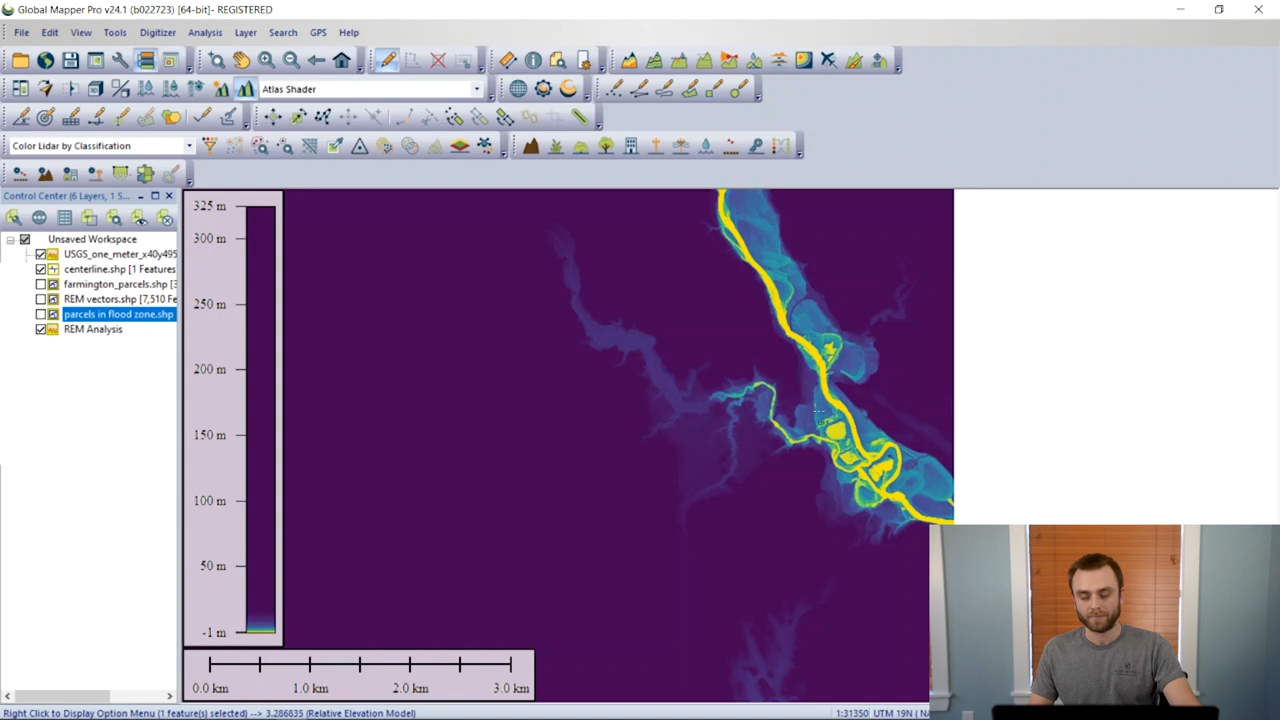 Global Mapper Pro v24.1 (b022723) [64-bit]- REGISTERED
File Edit View Tools Digitizer Analysis Layer Search GPS Help
Atlas Shader
Color Lidar by Classification
Control Center (6 Layers, 1 S...
Unsaved Workspace
USGS_one_meter_x40y495
centerline.shp [1 Features
farmington_parcels.shp [3
REM vectors.shp [7,510 Fe
parcels in flood zone.shp
REM Analysis
325 m
300 m
250 m
200 m
150 m
100 m
50 m
-1 m
0.0 km 1.0 km 2.0 km 3.0 km
Right Click to Display Option Menu (1 feature(s) selected) --> 3.286835 (Relative Elevation Model) 1:31350 UTM 19N ( NA